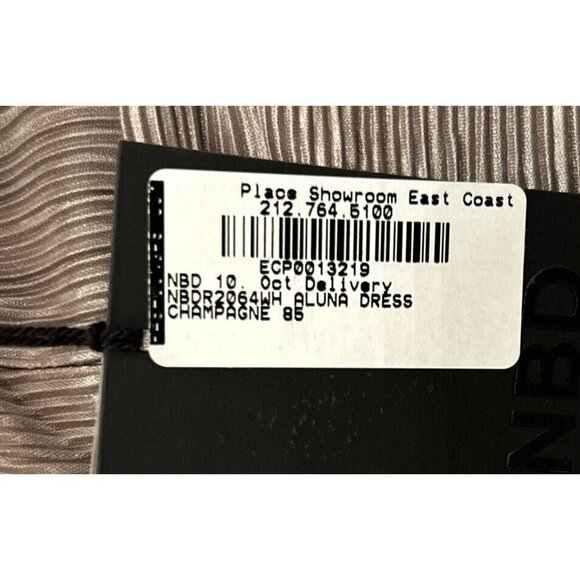 Place Showroom East Coast
212.764.5100
ECP0013219
NBD 10. Oct Delivery
NBDR2064WH ALUNA DRESS
CHAMPAGNE 85
NBD